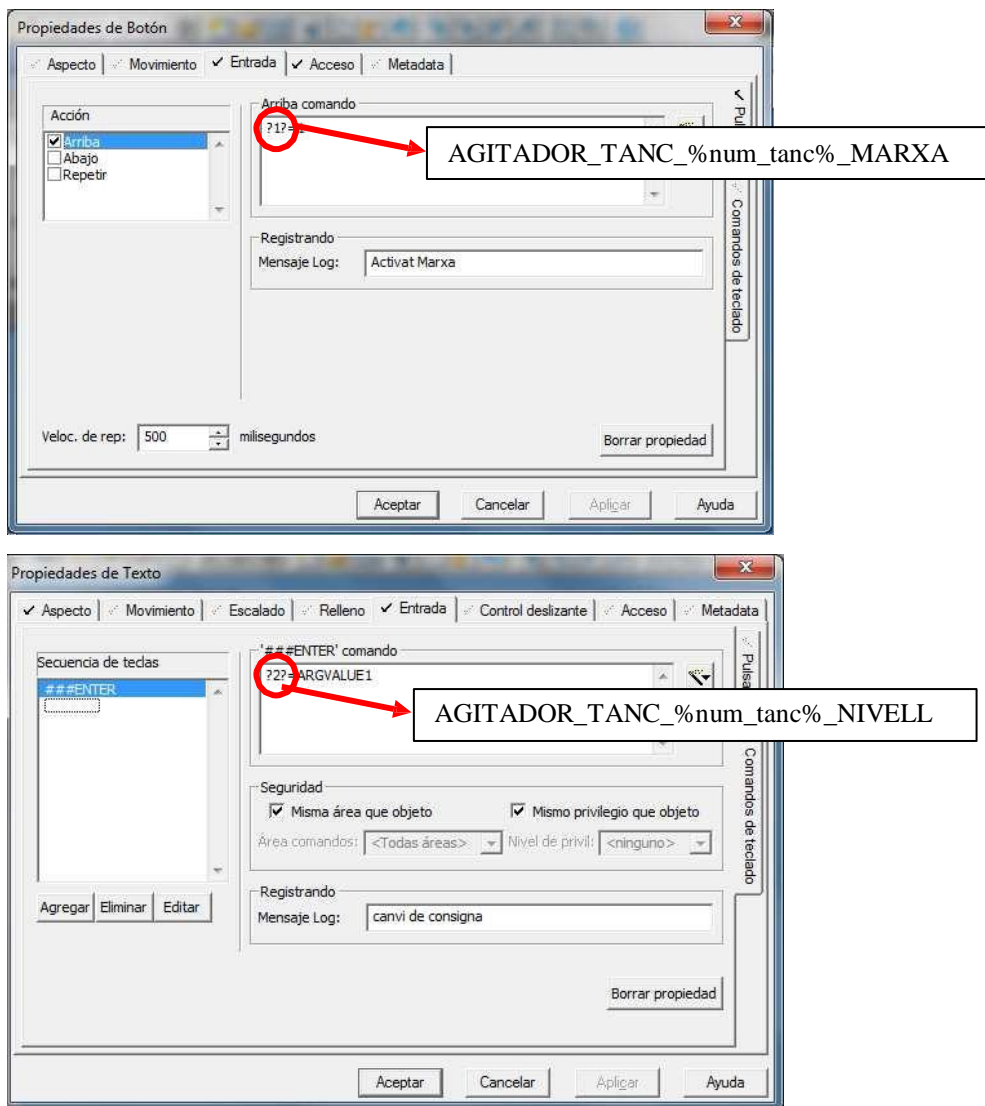 Propiedades de Botón
Aspecto Movimiento Entrada Acceso Metadata
Acción
Arriba
Abajo
Repetir
Arriba comando
?1?=
AGITADOR_TANC_%num_tanc%_MARXA
Registrando
Mensaje Log: Activat Marxa
Comandos de teclado
Veloc. de rep: 500 milisegundos
Borrar propiedad
Aceptar Cancelar Aplicar Ayuda
Propiedades de Texto
Aspecto Movimiento Escalado Relleno Entrada Control deslizante Acceso Metadata
Secuencia de teclas
###ENTER
'###ENTER' comando
?2?=ARGVALUE1
AGITADOR_TANC_%num_tanc%_NIVELL
Comandos de teclado
Seguridad
Misma área que objeto Mismo privilegio que objeto
Área comandos: <Todas áreas> Nivel de privil: <ninguno>
Agregar Eliminar Editar
Registrando
Mensaje Log: canvi de consigna
Borrar propiedad
Aceptar Cancelar Aplicar Ayuda